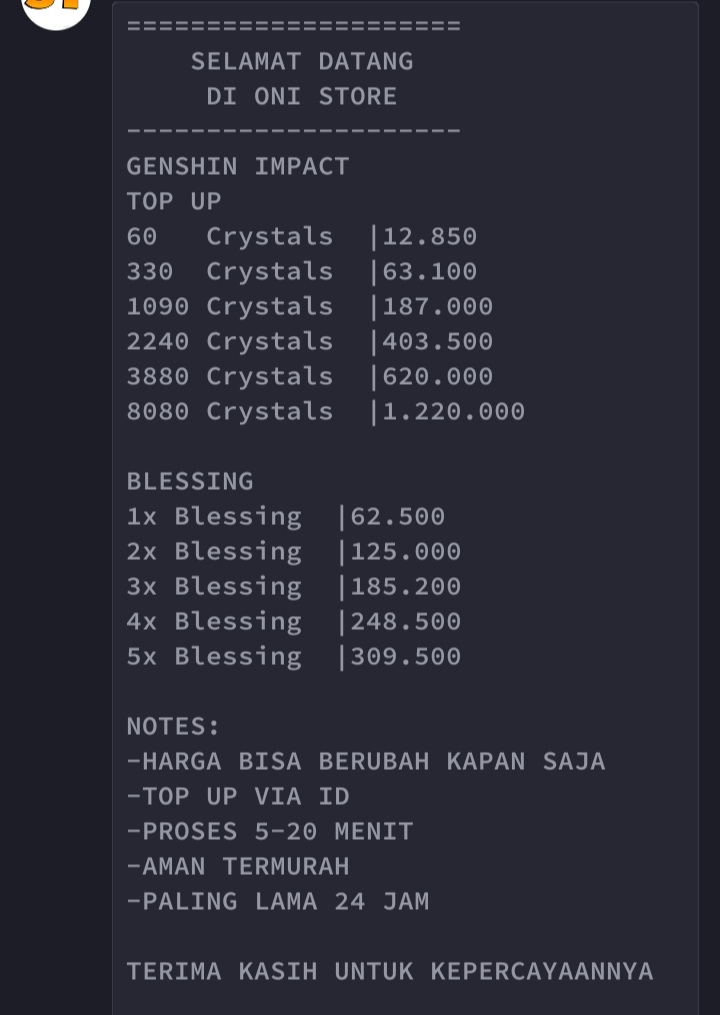 =====================
SELAMAT DATANG
DI ONI STORE
---------------------
GENSHIN IMPACT
TOP UP
60   Crystals  |12.850
330  Crystals  |63.100
1090 Crystals  |187.000
2240 Crystals  |403.500
3880 Crystals  |620.000
8080 Crystals  |1.220.000
BLESSING
1x Blessing  |62.500
2x Blessing  |125.000
3x Blessing  |185.200
4x Blessing  |248.500
5x Blessing  |309.500
NOTES:
-HARGA BISA BERUBAH KAPAN SAJA
-TOP UP VIA ID
-PROSES 5-20 MENIT
-AMAN TERMURAH
-PALING LAMA 24 JAM
TERIMA KASIH UNTUK KEPERCAYAANNYA